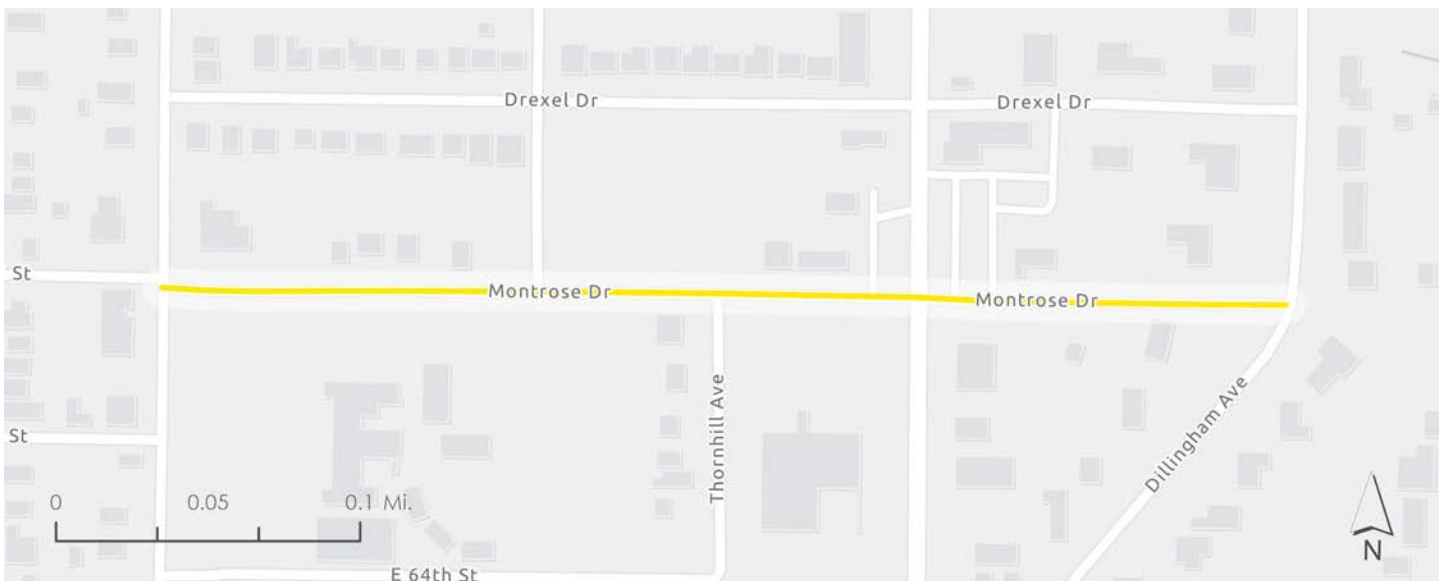 Drexel Dr
Drexel Dr
St
Montrose Dr
Montrose Dr
Thornhill Ave
Dillingham Ave
St
0 0.05 0.1 Mi.
N
E 64th St